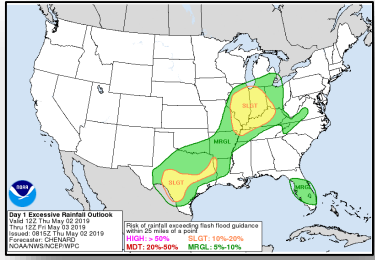 SLGT
MRGL
SLGT
MRGL
NOAA
Day 1 Excessive Rainfall Outlook
Valid 12Z Thu May 02 2019
Thru 12Z Fri May 03 2019
Issued: 0815Z Thu May 02 2019
Forecaster: CHENARD
NOAA/NWS/NCEP/WPC
Risk of rainfall exceeding flash flood guidance
within 25 miles of a point
HIGH: > 50% SLGT: 10%-20%
MDT: 20%-50% MRGL: 5%-10%